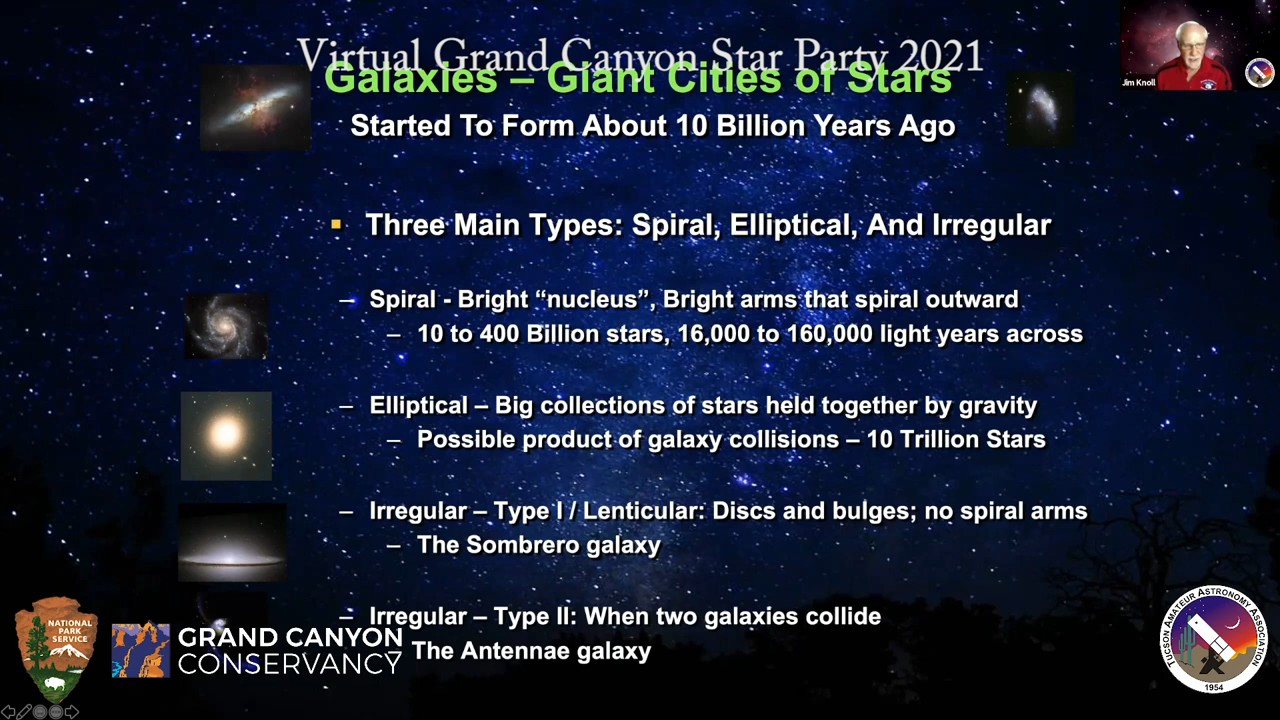 Virtual Grand Canyon Star Party 2021
Galaxies – Giant Cities of Stars
Jim Knoll
Started To Form About 10 Billion Years Ago
▪ Three Main Types: Spiral, Elliptical, And Irregular
– Spiral - Bright “nucleus”, Bright arms that spiral outward
– 10 to 400 Billion stars, 16,000 to 160,000 light years across
– Elliptical – Big collections of stars held together by gravity
– Possible product of galaxy collisions – 10 Trillion Stars
– Irregular – Type I / Lenticular: Discs and bulges; no spiral arms
– The Sombrero galaxy
– Irregular – Type II: When two galaxies collide
The Antennae galaxy
NATIONAL
PARK
SERVICE
GRAND CANYON
CONSERVANCY
TUCSON AMATEUR ASTRONOMY ASSOCIATION
1954